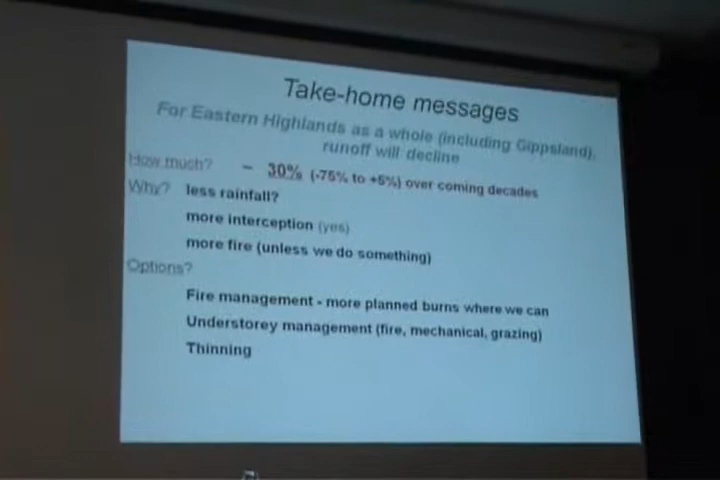 Take-home messages
For Eastern Highlands as a whole (including Gippsland),
runoff will decline
How much? ~ 30% (-75% to +5%) over coming decades
Why? less rainfall?
more interception (yes)
more fire (unless we do something)
Options?
Fire management - more planned burns where we can
Understorey management (fire, mechanical, grazing)
Thinning